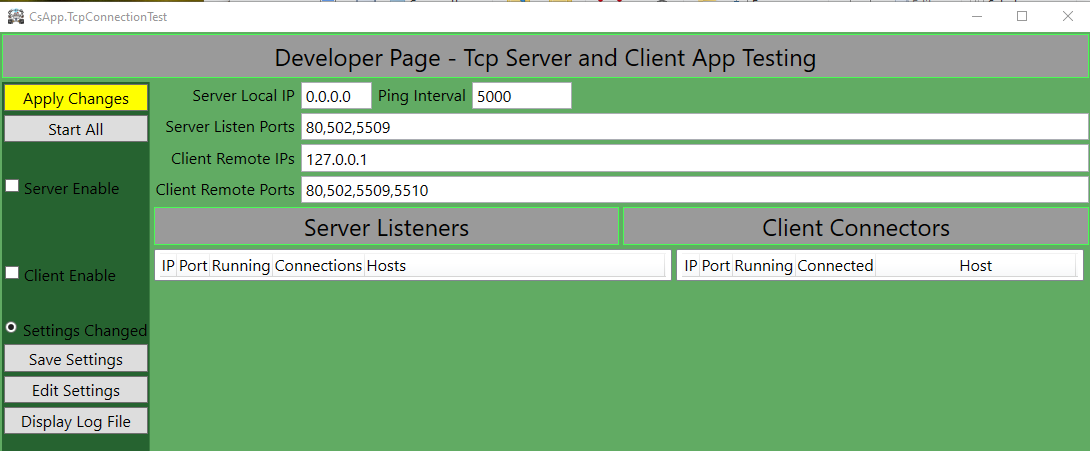 CsApp.TcpConnectionTest
Developer Page - Tcp Server and Client App Testing
Apply Changes
Start All
Server Enable
Client Enable
Settings Changed
Save Settings
Edit Settings
Display Log File
Server Local IP 0.0.0.0 Ping Interval 5000
Server Listen Ports 80,502,5509
Client Remote IPs 127.0.0.1
Client Remote Ports 80,502,5509,5510
Server Listeners
IP Port Running Connections Hosts
Client Connectors
IP Port Running Connected Host